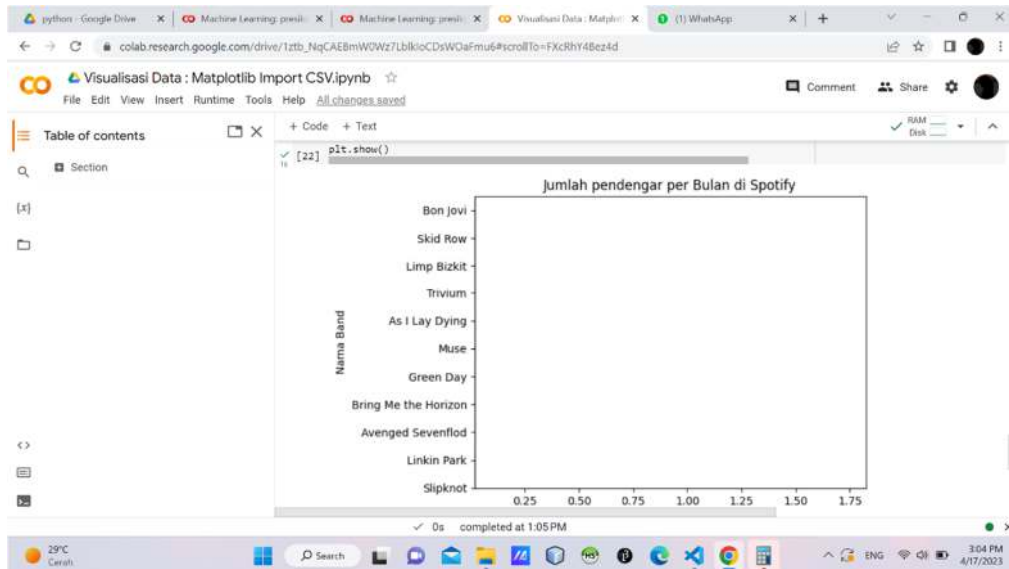 python - Google Drive
Machine Learning: presi
Machine Learning: presi
Visualisasi Data : Matplot
(1) WhatsApp
colab.research.google.com/drive/
Visualisasi Data : Matplotlib Import CSV.ipynb
Comment
Share
File Edit View Insert Runtime Tools Help All changes saved
Table of contents
+ Code + Text
RAM
Disk
Section
[22]
1s
plt.show()
{x}
Jumlah pendengar per Bulan di Spotify
Nama Band
Bon Jovi
Skid Row
Limp Bizkit
Trivium
As I Lay Dying
Muse
Green Day
Bring Me the Horizon
Avenged Sevenflod
Linkin Park
Slipknot
0.25 0.50 0.75 1.00 1.25 1.50 1.75
0s completed at 1:05 PM
29°C
Cerah
Search
ENG
3:04 PM
4/17/2023